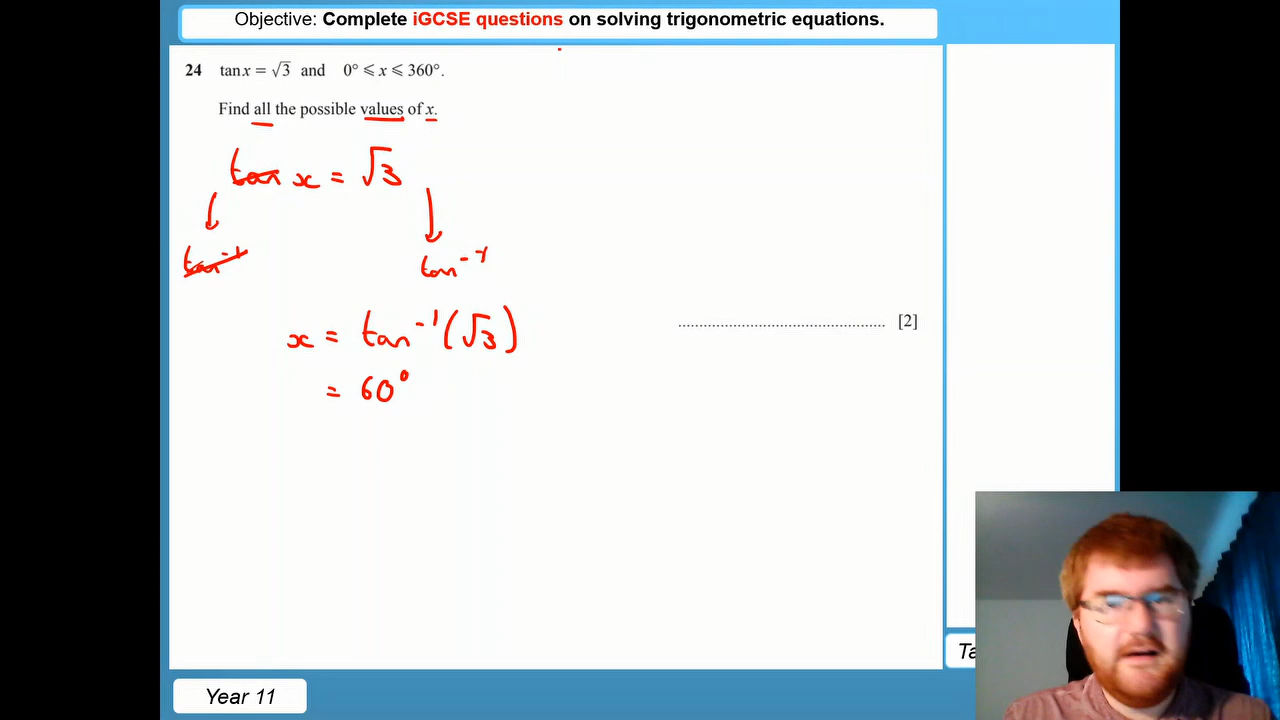 Objective: Complete iGCSE questions on solving trigonometric equations.
24 tan x = √3 and 0° ⩽ x ⩽ 360°.
Find all the possible values of x.
tan x = √3
tan⁻¹ tan⁻¹
x = tan⁻¹(√3)
.............................................. [2]
= 60°
Ta
Year 11